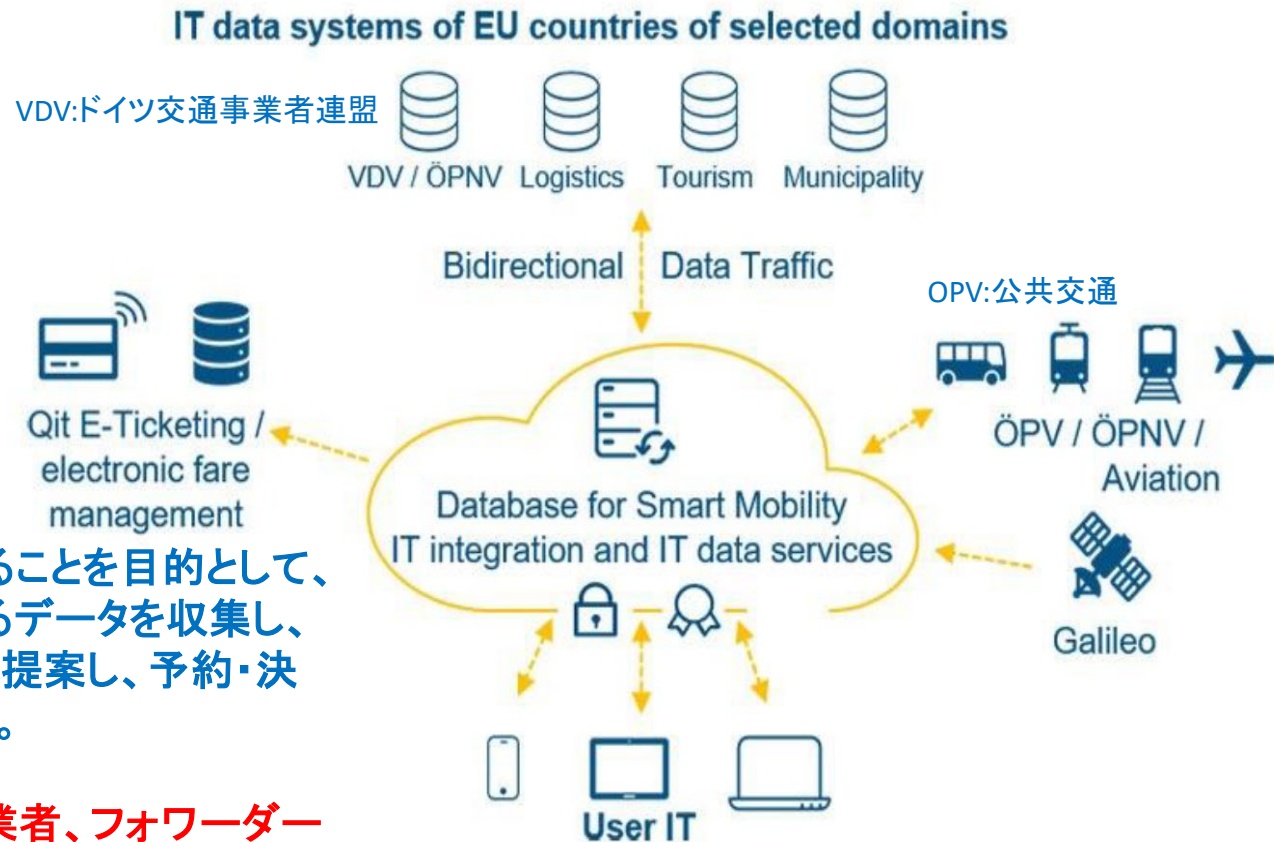 IT data systems of EU countries of selected domains
VDV:ドイツ交通事業者連盟
VDV / ÖPNV Logistics Tourism Municipality
Bidirectional Data Traffic
OPV:公共交通
Qit E-Ticketing /
electronic fare
management
ÖPV / ÖPNV /
Aviation
Database for Smart Mobility
IT integration and IT data services
Galileo
ることを目的として、
るデータを収集し、
提案し、予約・決
。
業者、フォワーダー
User IT